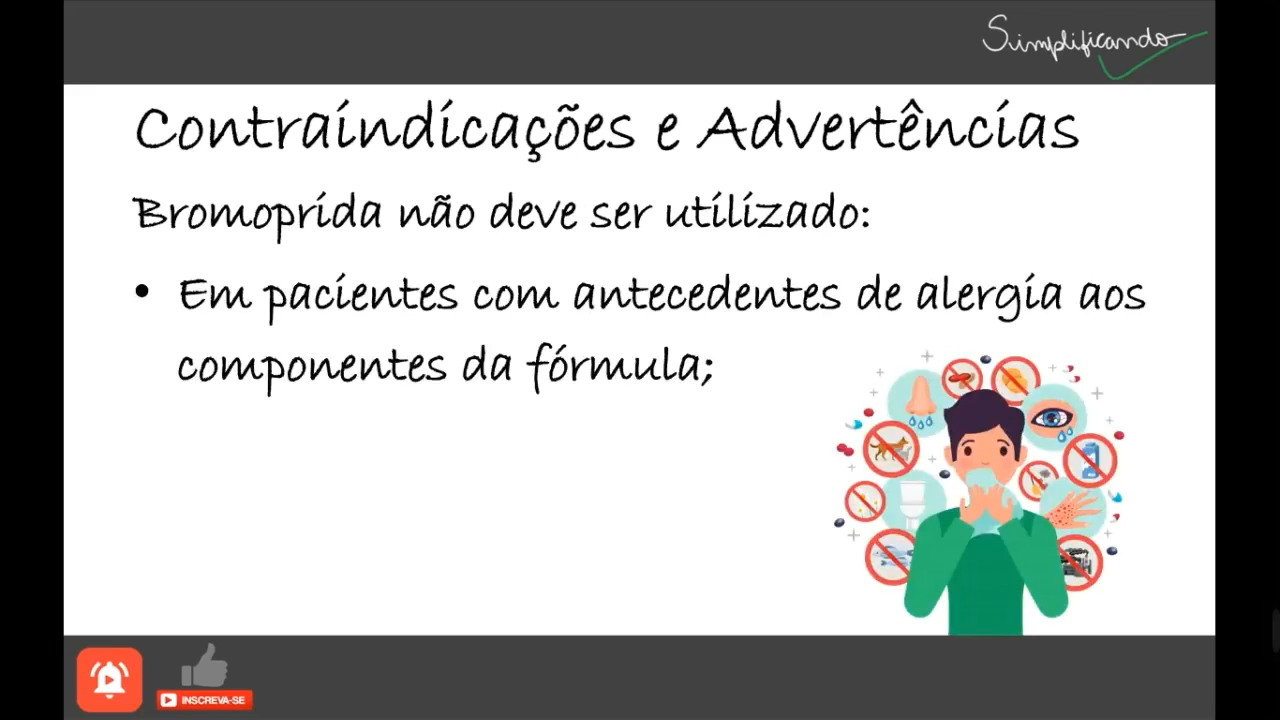 Simplificando
Contraindicações e Advertências
Bromoprida não deve ser utilizado:
• Em pacientes com antecedentes de alergia aos
componentes da fórmula;
INSCREVA-SE